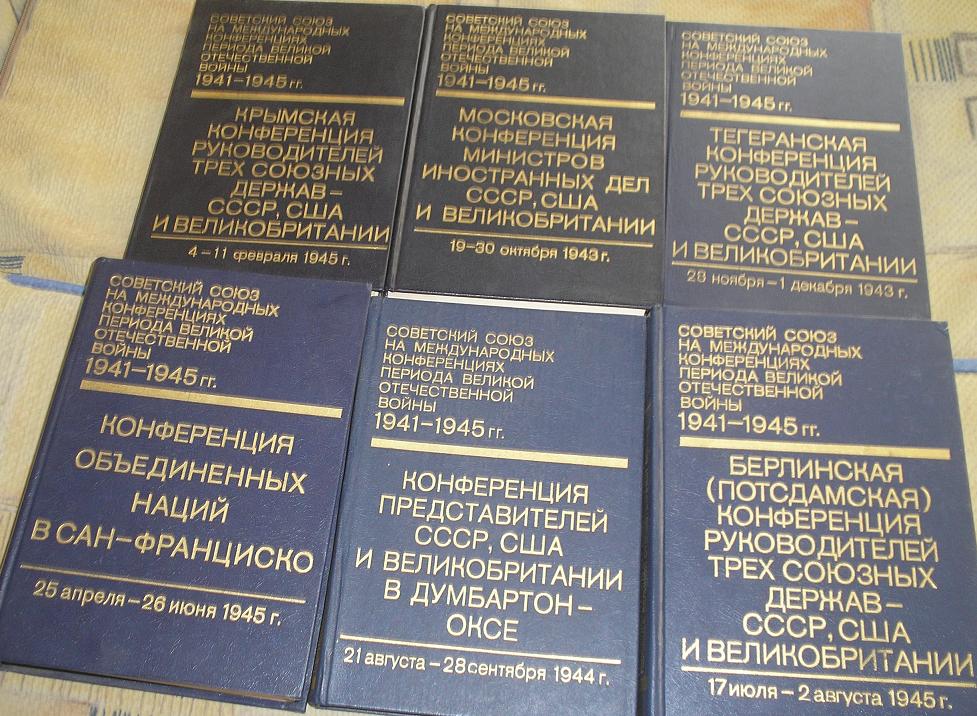 СОВЕТСКИЙ СОЮЗ
НА МЕЖДУНАРОДНЫХ
КОНФЕРЕНЦИЯХ
ПЕРИОДА ВЕЛИКОЙ
ОТЕЧЕСТВЕННОЙ
ВОЙНЫ
1941–1945 гг.
КРЫМСКАЯ
КОНФЕРЕНЦИЯ
РУКОВОДИТЕЛЕЙ
ТРЕХ СОЮЗНЫХ
ДЕРЖАВ–
СССР, США
И ВЕЛИКОБРИТАНИИ
4–11 февраля 1945 г.
СОВЕТСКИЙ СОЮЗ
НА МЕЖДУНАРОДНЫХ
КОНФЕРЕНЦИЯХ
ПЕРИОДА ВЕЛИКОЙ
ОТЕЧЕСТВЕННОЙ
ВОЙНЫ
1941–1945 гг.
МОСКОВСКАЯ
КОНФЕРЕНЦИЯ
МИНИСТРОВ
ИНОСТРАННЫХ ДЕЛ
СССР, США
И ВЕЛИКОБРИТАНИИ
19–30 октября 1943 г.
СОВЕТСКИЙ СОЮЗ
НА МЕЖДУНАРОДНЫХ
КОНФЕРЕНЦИЯХ
ПЕРИОДА ВЕЛИКОЙ
ОТЕЧЕСТВЕННОЙ
ВОЙНЫ
1941–1945 гг.
ТЕГЕРАНСКАЯ
КОНФЕРЕНЦИЯ
РУКОВОДИТЕЛЕЙ
ТРЕХ СОЮЗНЫХ
ДЕРЖАВ–
СССР, США
И ВЕЛИКОБРИТАНИИ
28 ноября–1 декабря 1943 г.
СОВЕТСКИЙ СОЮЗ
НА МЕЖДУНАРОДНЫХ
КОНФЕРЕНЦИЯХ
ПЕРИОДА ВЕЛИКОЙ
ОТЕЧЕСТВЕННОЙ
ВОЙНЫ
1941–1945 гг.
КОНФЕРЕНЦИЯ
ОБЪЕДИНЕННЫХ
НАЦИЙ
В САН–ФРАНЦИСКО
25 апреля–26 июня 1945 г.
СОВЕТСКИЙ СОЮЗ
НА МЕЖДУНАРОДНЫХ
КОНФЕРЕНЦИЯХ
ПЕРИОДА ВЕЛИКОЙ
ОТЕЧЕСТВЕННОЙ
ВОЙНЫ
1941–1945 гг.
КОНФЕРЕНЦИЯ
ПРЕДСТАВИТЕЛЕЙ
СССР, США
И ВЕЛИКОБРИТАНИИ
В ДУМБАРТОН–
ОКСЕ
21 августа–28 сентября 1944 г.
СОВЕТСКИЙ СОЮЗ
НА МЕЖДУНАРОДНЫХ
КОНФЕРЕНЦИЯХ
ПЕРИОДА ВЕЛИКОЙ
ОТЕЧЕСТВЕННОЙ
ВОЙНЫ
1941–1945 гг.
БЕРЛИНСКАЯ
(ПОТСДАМСКАЯ)
КОНФЕРЕНЦИЯ
РУКОВОДИТЕЛЕЙ
ТРЕХ СОЮЗНЫХ
ДЕРЖАВ–
СССР, США
И ВЕЛИКОБРИТАНИИ
17 июля–2 августа 1945 г.